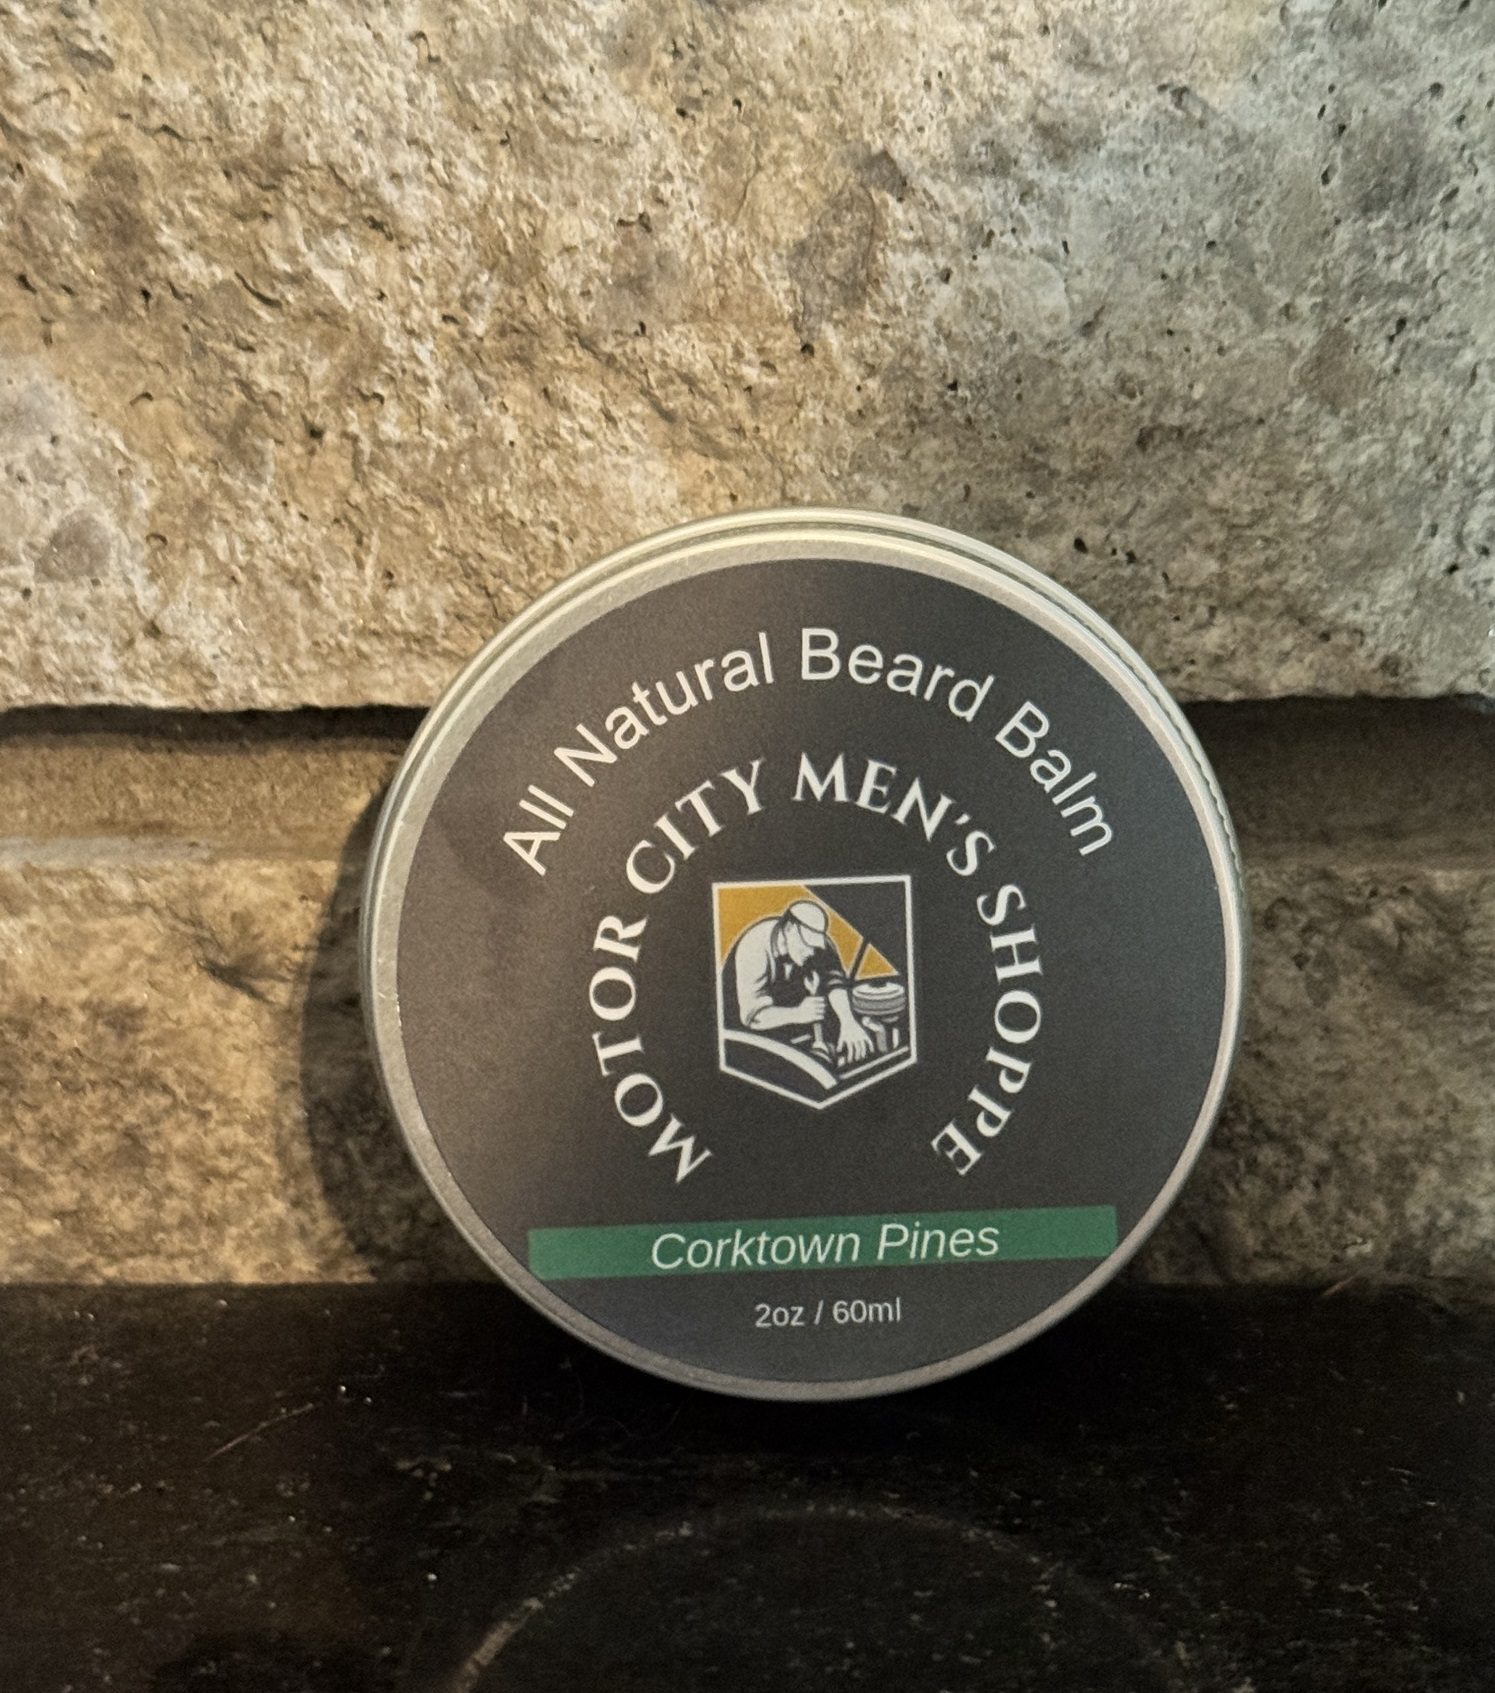 All Natural Beard Balm
MOTOR CITY MEN'S SHOPPE
Corktown Pines
2oz / 60ml